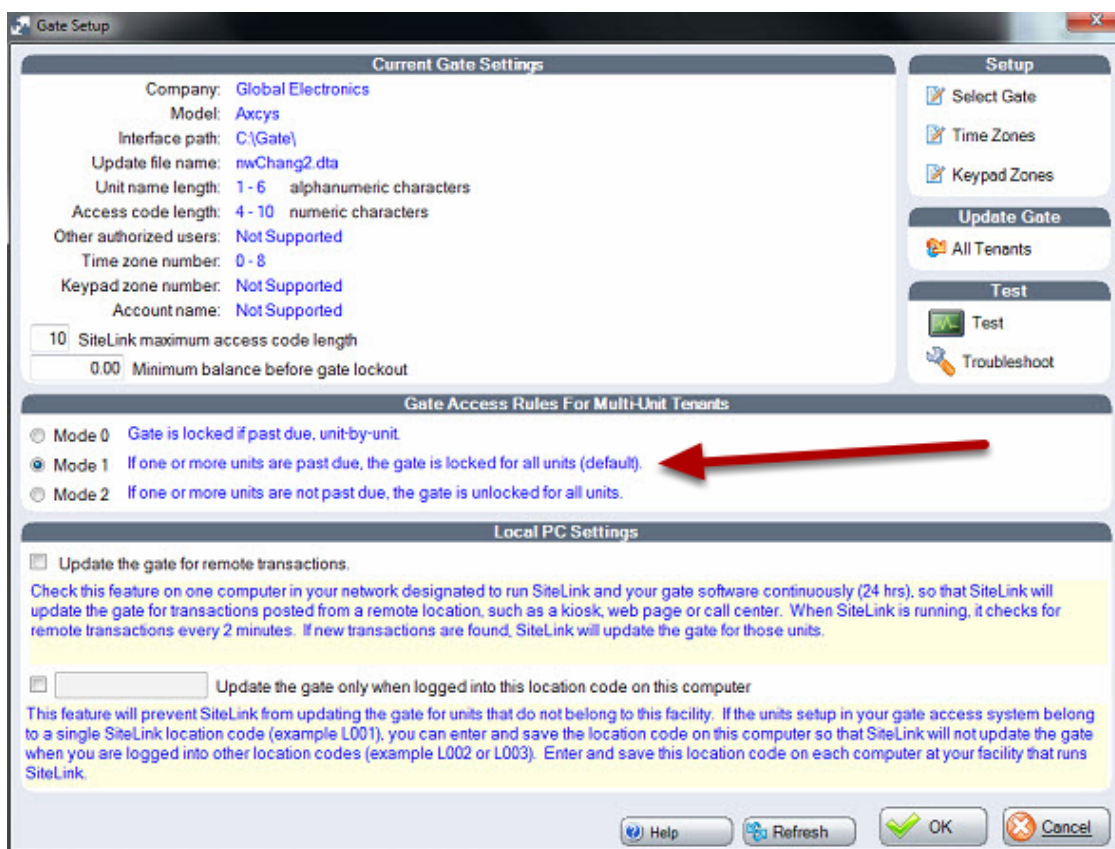 Gate Setup
Current Gate Settings
Company: Global Electronics
Model: Axcys
Interface path: C:\Gate\
Update file name: nwChang2.dta
Unit name length: 1 - 6 alphanumeric characters
Access code length: 4 - 10 numeric characters
Other authorized users: Not Supported
Time zone number: 0 - 8
Keypad zone number: Not Supported
Account name: Not Supported
10 SiteLink maximum access code length
0.00 Minimum balance before gate lockout
Setup
Select Gate
Time Zones
Keypad Zones
Update Gate
All Tenants
Test
Test
Troubleshoot
Gate Access Rules For Multi-Unit Tenants
Mode 0 Gate is locked if past due, unit-by-unit.
Mode 1 If one or more units are past due, the gate is locked for all units (default).
Mode 2 If one or more units are not past due, the gate is unlocked for all units.
Local PC Settings
Update the gate for remote transactions.
Check this feature on one computer in your network designated to run SiteLink and your gate software continuously (24 hrs), so that SiteLink will
update the gate for transactions posted from a remote location, such as a kiosk, web page or call center. When SiteLink is running, it checks for
remote transactions every 2 minutes. If new transactions are found, SiteLink will update the gate for those units.
Update the gate only when logged into this location code on this computer
This feature will prevent SiteLink from updating the gate for units that do not belong to this facility. If the units setup in your gate access system belong
to a single SiteLink location code (example L001), you can enter and save the location code on this computer so that SiteLink will not update the gate
when you are logged into other location codes (example L002 or L003). Enter and save this location code on each computer at your facility that runs
SiteLink.
Help
Refresh
OK
Cancel